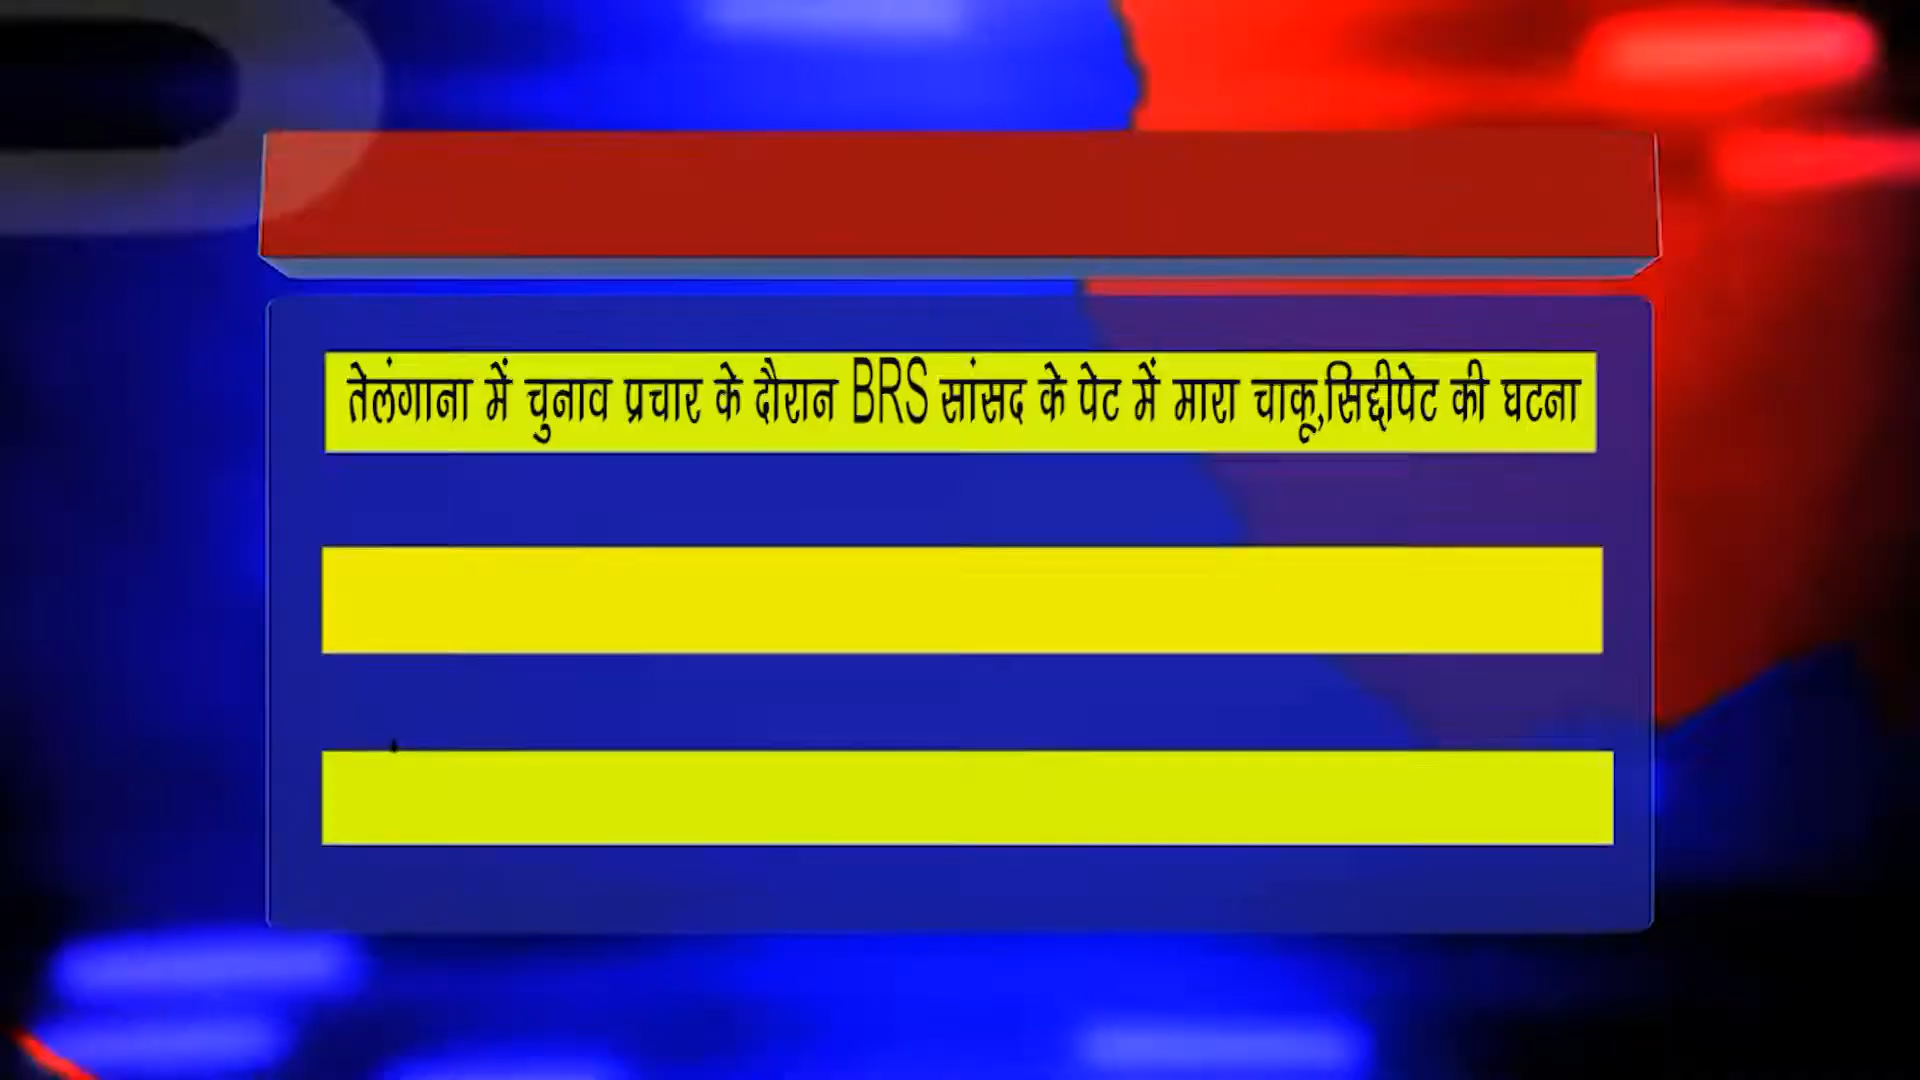 तेलंगाना में चुनाव प्रचार के दौरान BRS सांसद के पेट में मारा चाकू,सिद्दीपेट की घटना